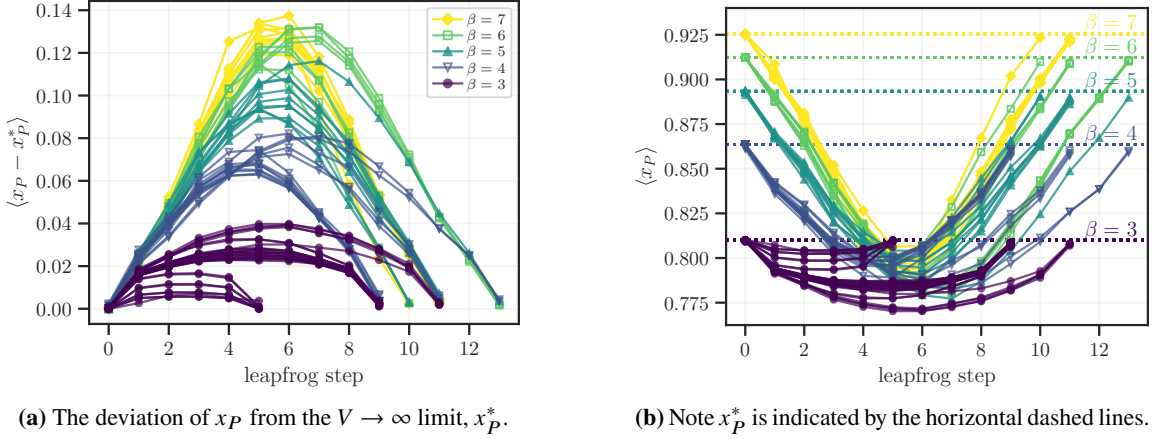 0.14
0.12
0.10
0.08
0.06
0.04
0.02
0.00
⟨x_P − x*_P⟩
0 2 4 6 8 10 12
leapfrog step
β = 7
β = 6
β = 5
β = 4
β = 3
(a) The deviation of x_P from the V → ∞ limit, x*_P.
0.925
0.900
0.875
0.850
0.825
0.800
0.775
⟨x_P⟩
β = 7
β = 6
β = 5
β = 4
β = 3
0 2 4 6 8 10 12
leapfrog step
(b) Note x*_P is indicated by the horizontal dashed lines.